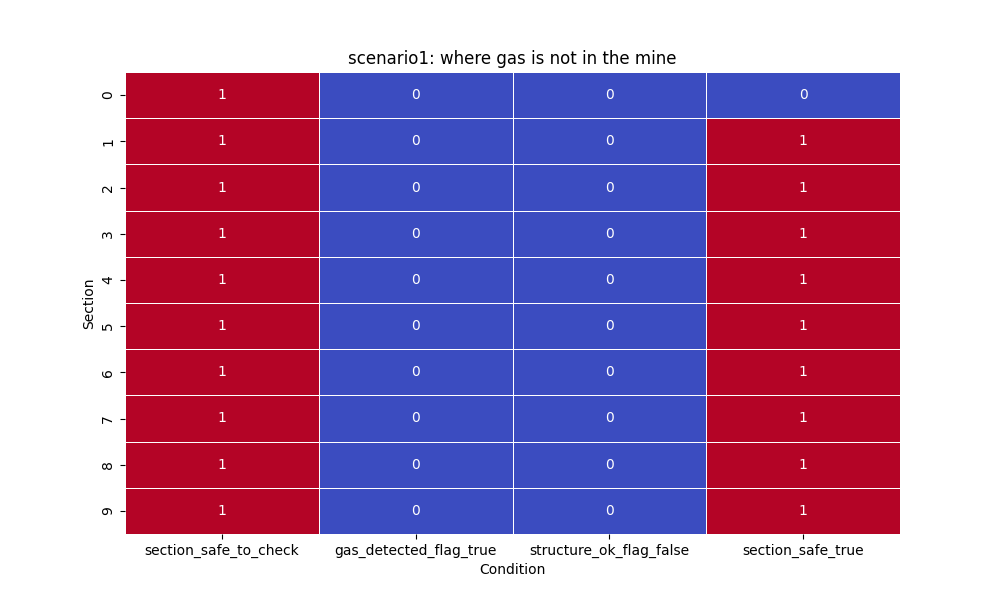 scenario1: where gas is not in the mine
Section
0 1 0 0 0
1 1 0 0 1
2 1 0 0 1
3 1 0 0 1
4 1 0 0 1
5 1 0 0 1
6 1 0 0 1
7 1 0 0 1
8 1 0 0 1
9 1 0 0 1
section_safe_to_check gas_detected_flag_true structure_ok_flag_false section_safe_true
Condition